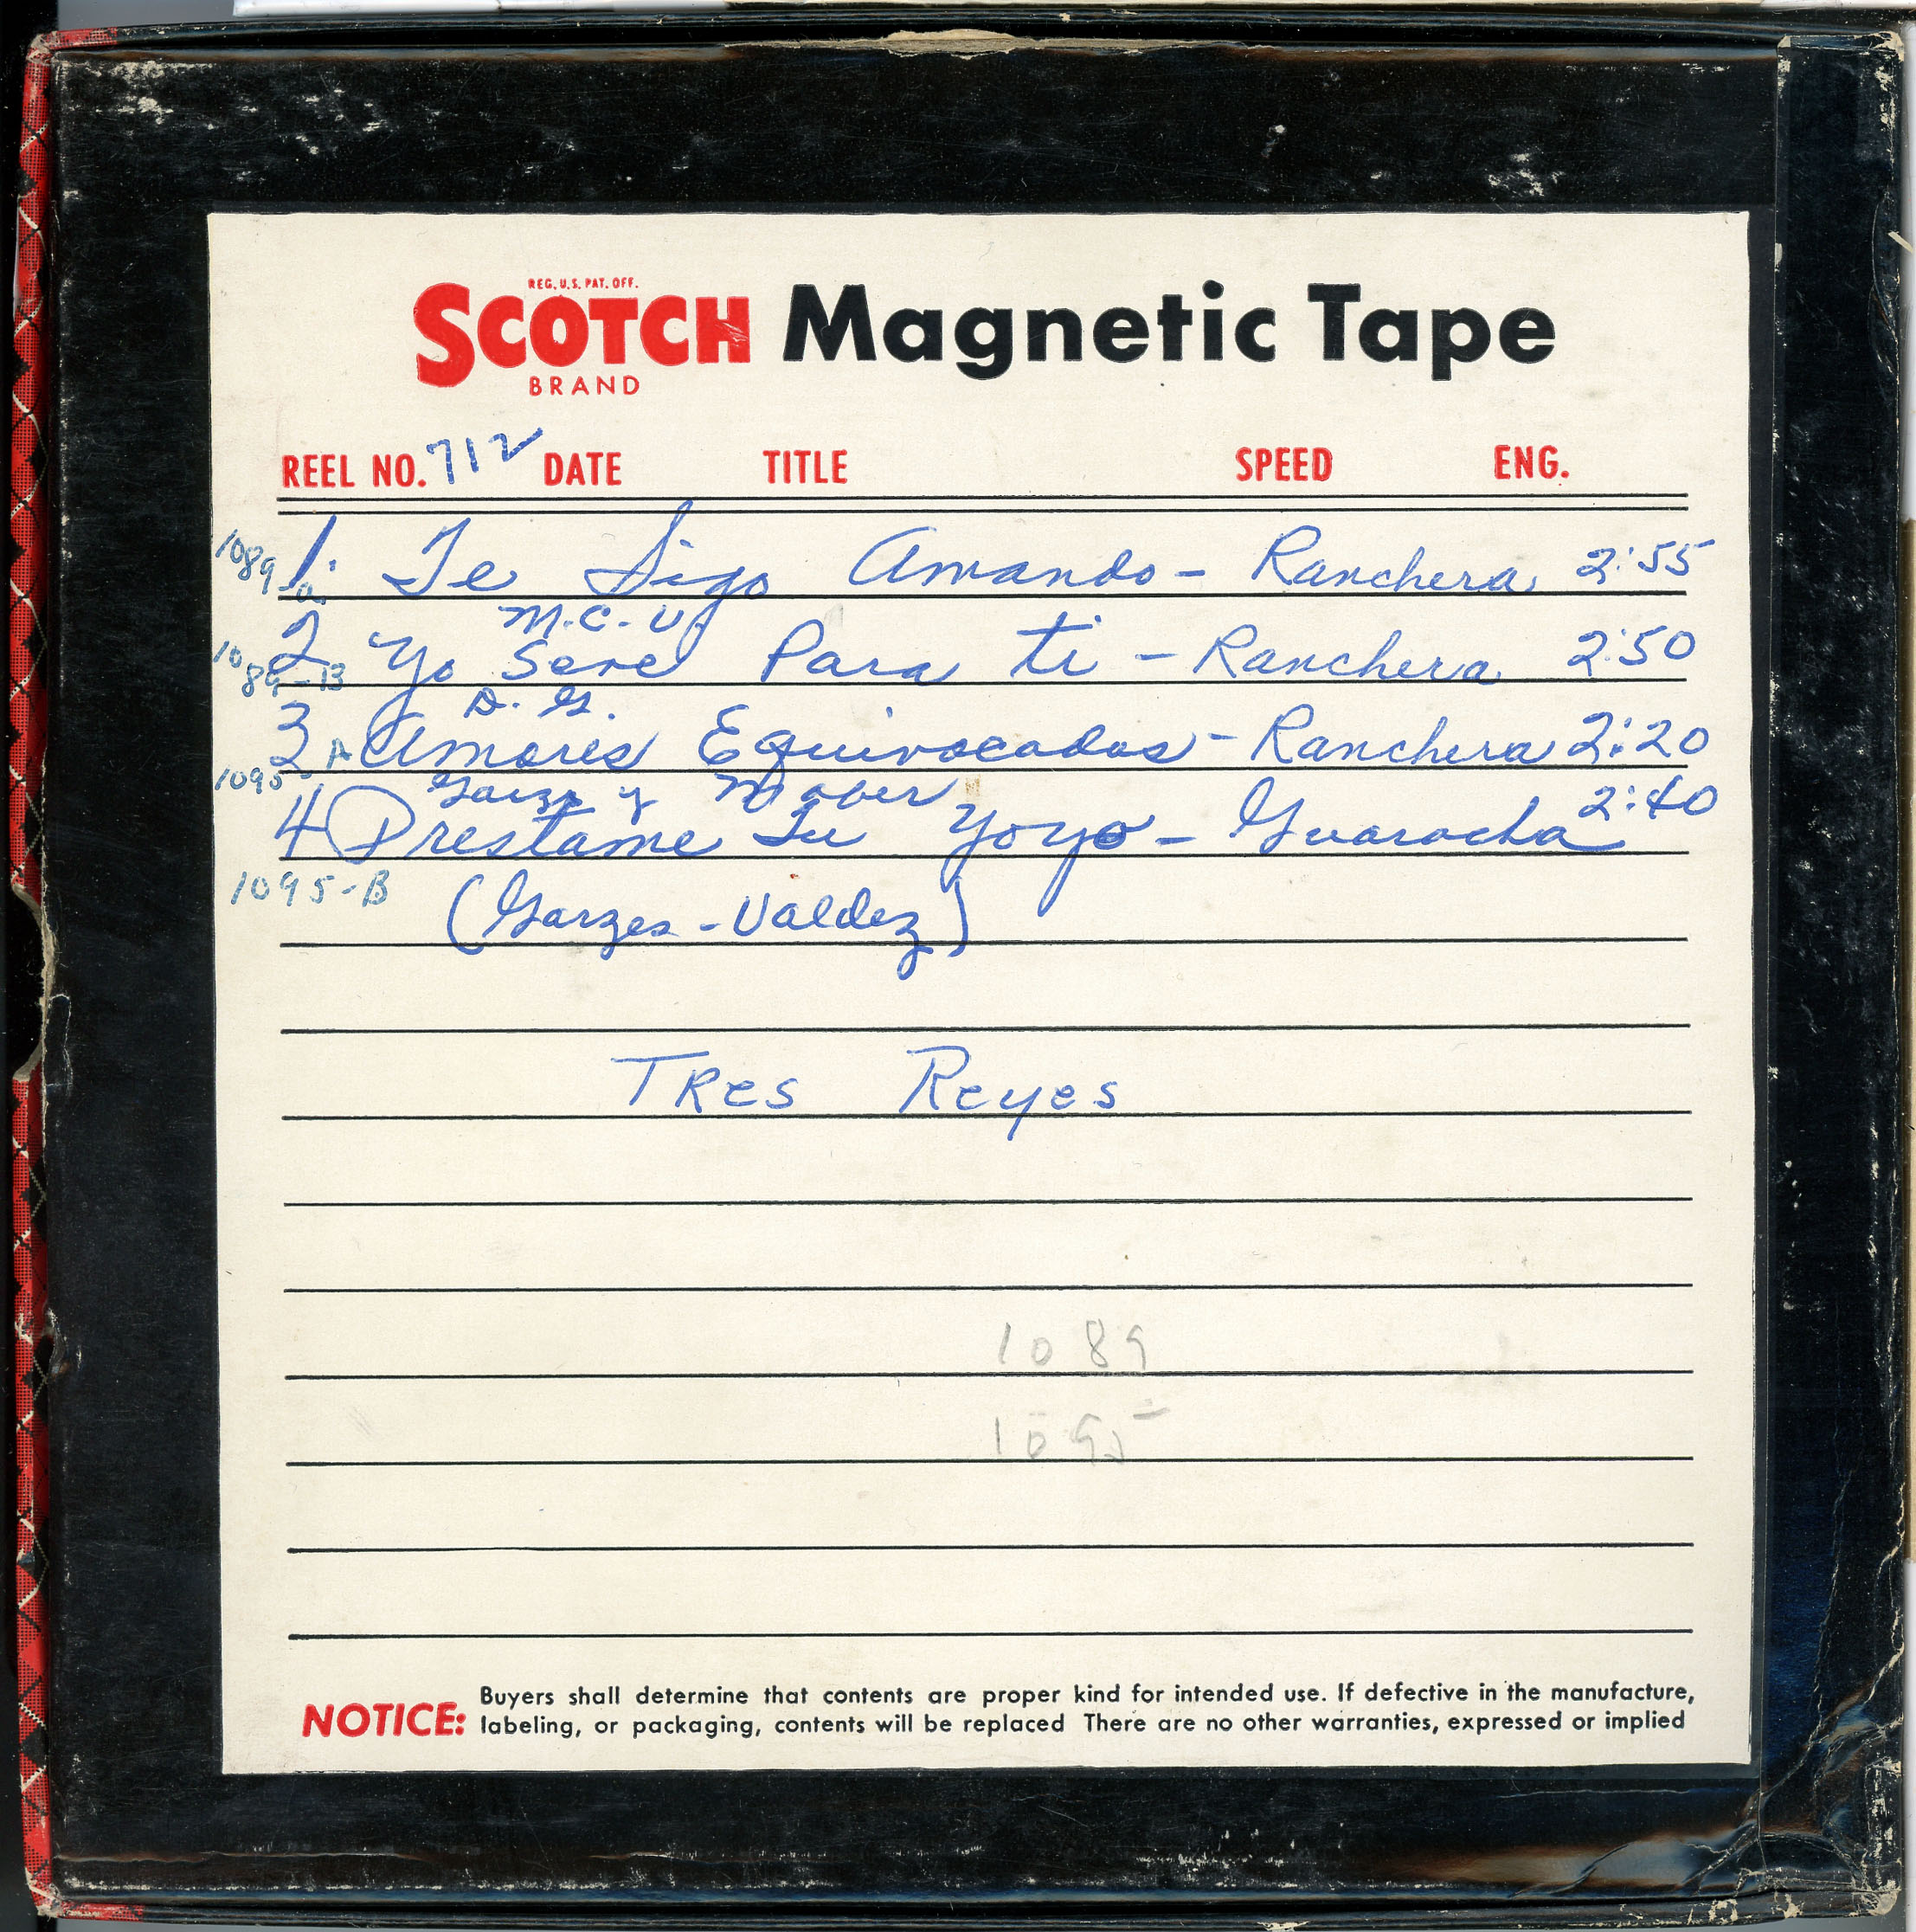 REG. U.S. PAT. OFF.
SCOTCH Magnetic Tape
BRAND
REEL NO. 712 DATE TITLE SPEED ENG.
1089-a 1. Te Sigo Amando - Ranchera 2:55
M.C.V.
1089-B 2 Yo Sere Para ti - Ranchera 2:50
D. G.
3 Amores Equivocados - Ranchera 2:20
1095 A
Garza y
4 Prestame Tu Yoyo - Guaracha 2:40
1095-B
(Garzes - Valdez)
TRes Reyes
1089
1095
NOTICE: Buyers shall determine that contents are proper kind for intended use. If defective in the manufacture,
labeling, or packaging, contents will be replaced There are no other warranties, expressed or implied